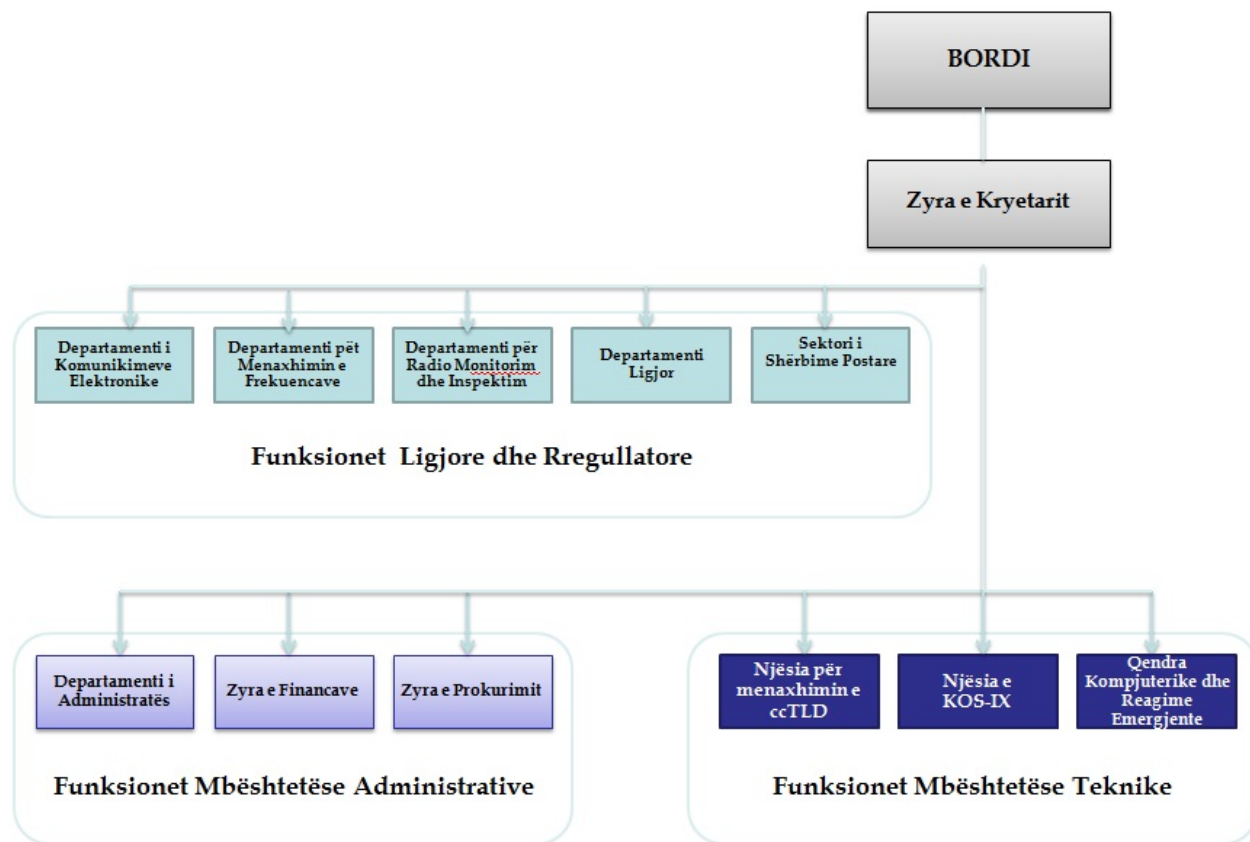 BORDI
Zyra e Kryetarit
Departamenti i
Komunikimeve
Elektronike
Departamenti pët
Menaxhimin e
Frekuencave
Departamenti për
Radio Monitorim
dhe Inspektim
Departamenti
Ligjor
Sektori i
Shërbime Postare
Funksionet Ligjore dhe Rregullatore
Departamenti i
Administratës
Zyra e Financave
Zyra e Prokurimit
Funksionet Mbështetëse Administrative
Njësia për
menaxhimin e
ccTLD
Njësia e
KOS-IX
Qendra
Kompjuterike dhe
Reagime
Emergjente
Funksionet Mbështetëse Teknike